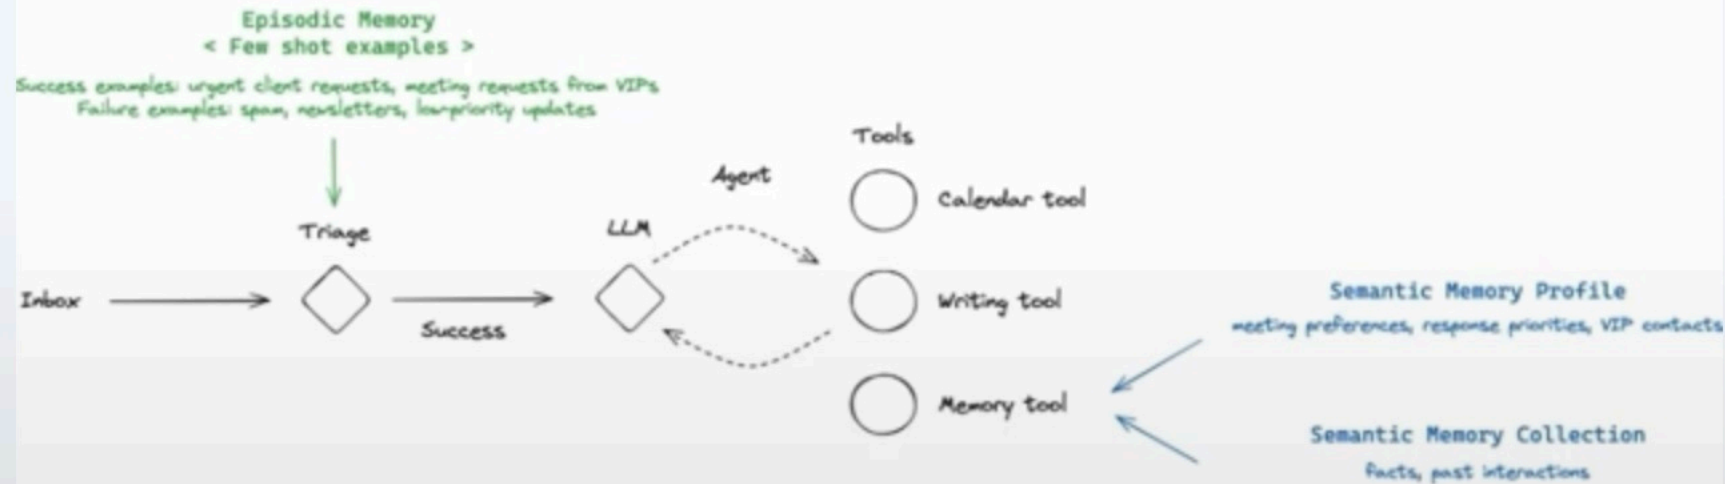 Episodic Memory
< Few shot examples >
Success examples: urgent client requests, meeting requests from VIPs
Failure examples: spam, newsletters, low-priority updates
Tools
Agent
Calendar tool
Triage
LLM
Inbox
Success
Writing tool
Semantic Memory Profile
meeting preferences, response priorities, VIP contacts
Memory tool
Semantic Memory Collection
facts, past interactions